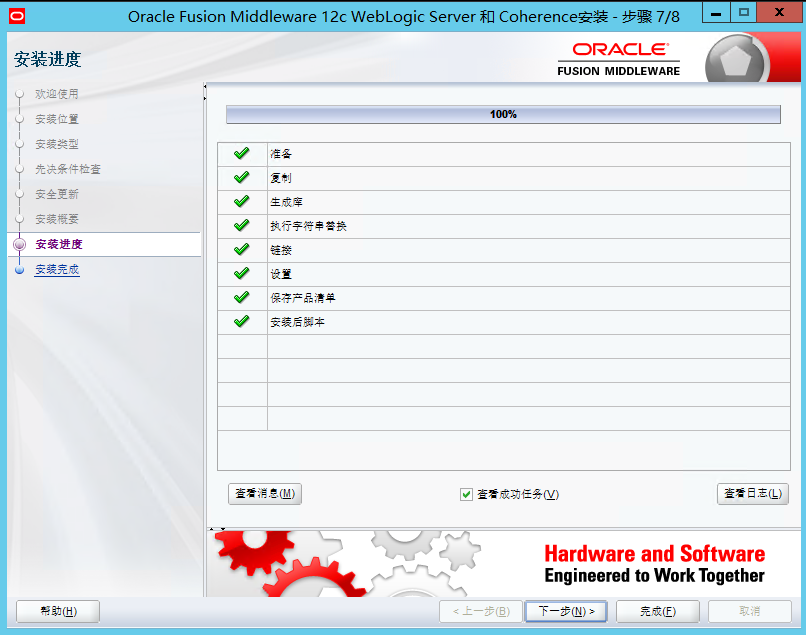 Oracle Fusion Middleware 12c WebLogic Server 和 Coherence安装 - 步骤 7/8
安装进度
ORACLE
FUSION MIDDLEWARE
欢迎使用
安装位置
安装类型
先决条件检查
安全更新
安装概要
安装进度
安装完成
100%
准备
复制
生成库
执行字符串替换
链接
设置
保存产品清单
安装后脚本
查看消息(M)
查看成功任务(V)
查看日志(L)
Hardware and Software
Engineered to Work Together
帮助(H)
< 上一步(B)
下一步(N) >
完成(F)
取消